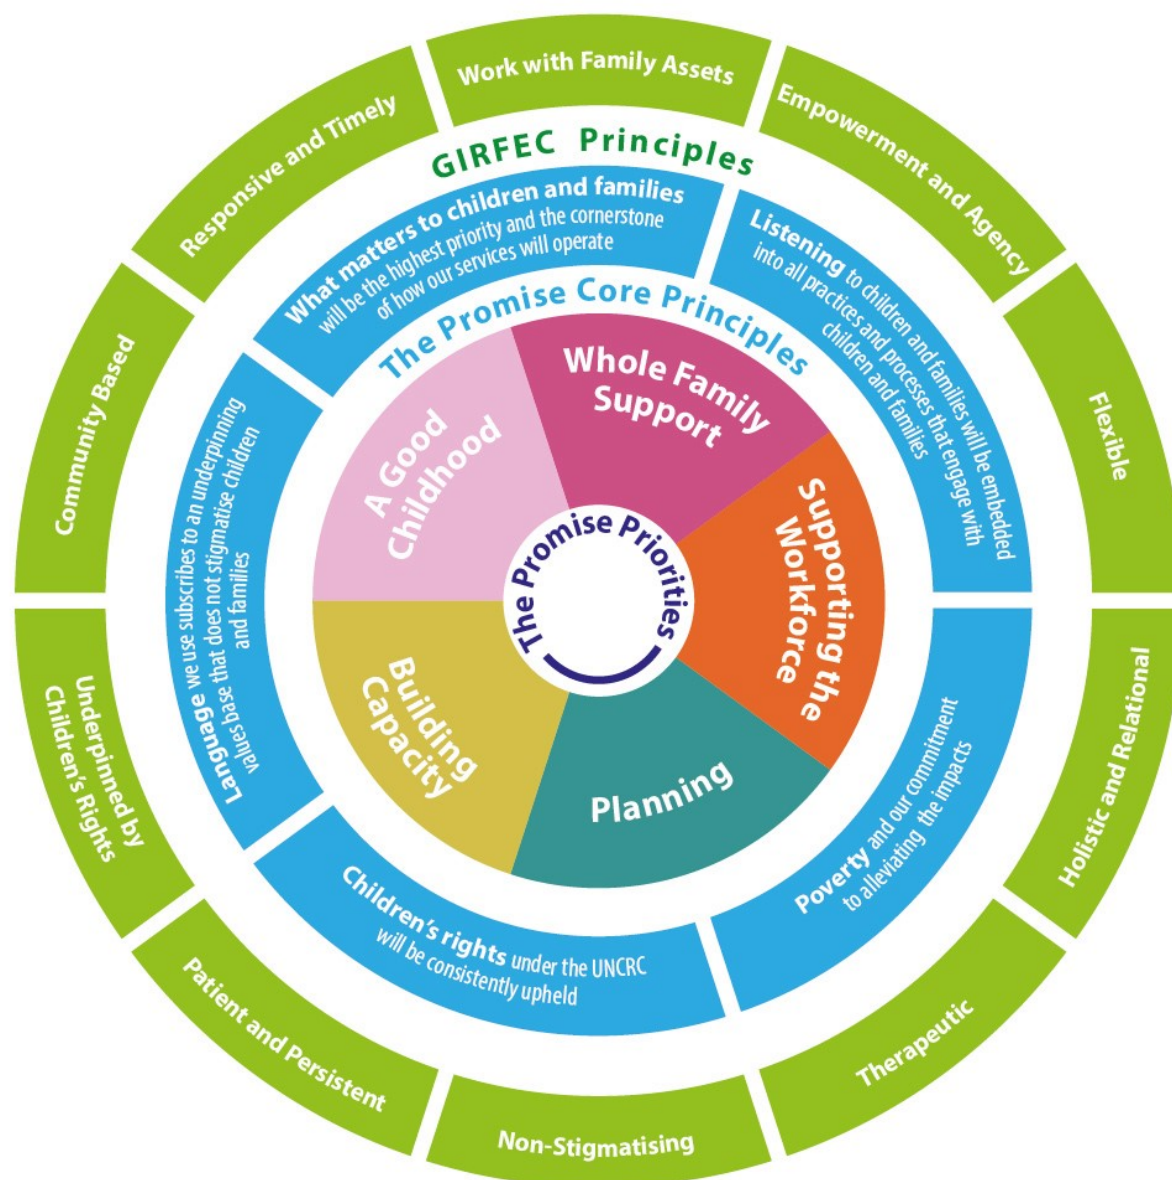 Work with Family Assets
Empowerment and Agency
Flexible
Holistic and Relational
Therapeutic
Non-Stigmatising
Patient and Persistent
Underpinned by
Children's Rights
Community Based
Responsive and Timely
GIRFEC Principles
What matters to children and families
will be the highest priority and the cornerstone
of how our services will operate
Listening to children and families will be embedded
into all practices and processes that engage with
children and families
Poverty and our commitment
to alleviating the impacts
Children's rights under the UNCRC
will be consistently upheld
Language we use subscribes to an underpinning
values base that does not stigmatise children
and families
The Promise Core Principles
Whole Family
Support
Supporting the
Workforce
Planning
Building
Capacity
A Good
Childhood
The Promise Priorities